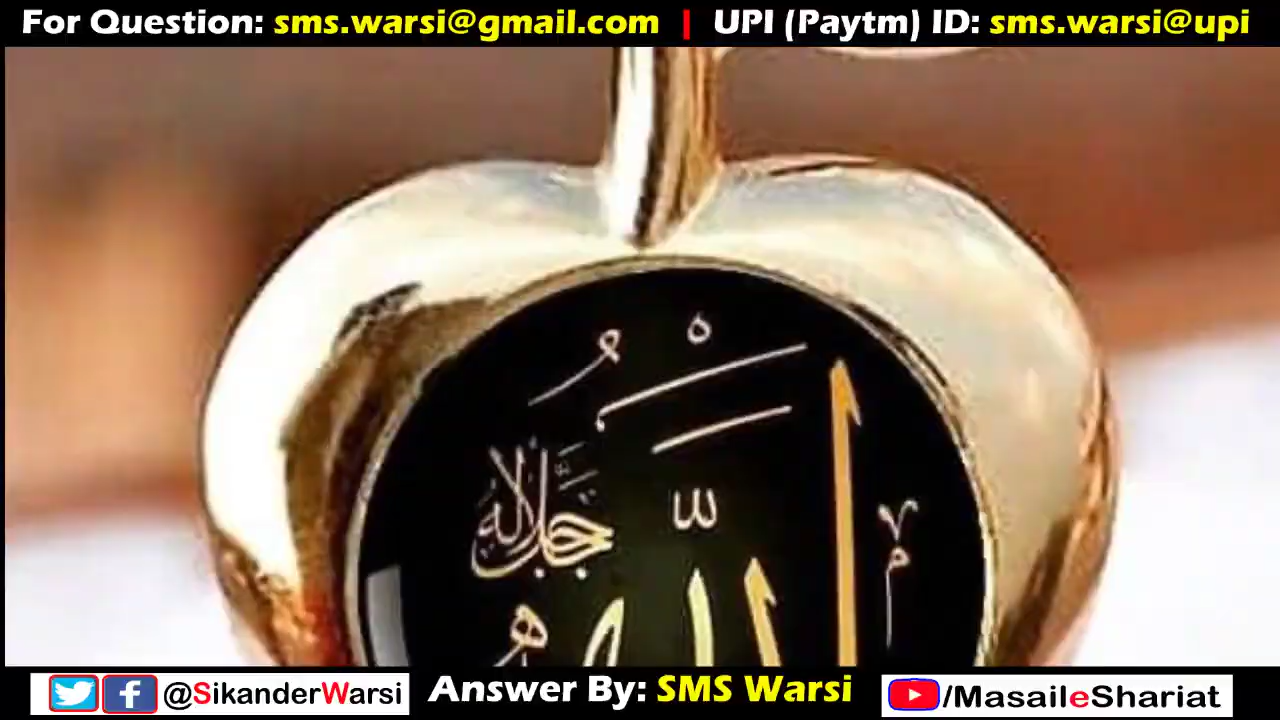 For Question: sms.warsi@gmail.com | UPI (Paytm) ID: sms.warsi@upi
الله
جل جلاله
@SikanderWarsi
Answer By: SMS Warsi
/MasaileShariat